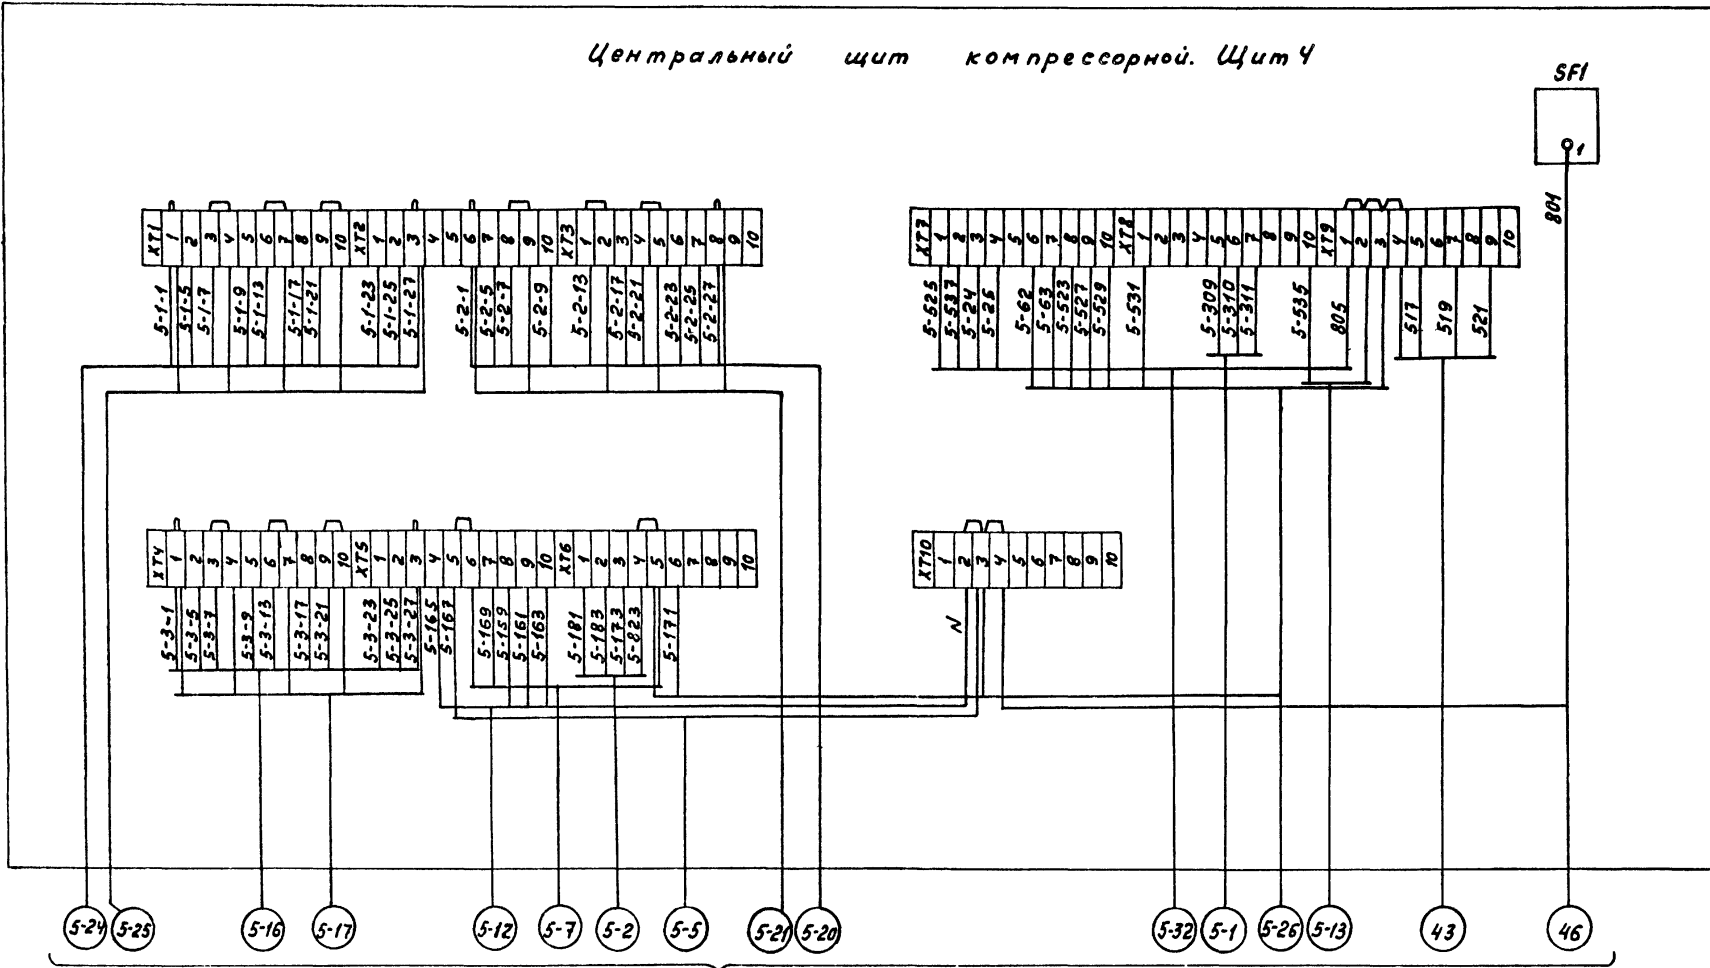 Центральный щит компрессорной. Щит 4
SF1
1
801
XT1 1 2 3 4 5 6 7 8 9 10 XT2 1 2 3 4 5 6 7 8 9 10 XT3 1 2 3 4 5 6 7 8 9 10
5-1-1 5-1-5 5-1-7 5-1-9 5-1-13 5-1-17 5-1-21 5-1-23 5-1-25 5-1-27 5-2-1 5-2-5 5-2-7 5-2-9 5-2-13 5-2-17 5-2-21 5-2-23 5-2-25 5-2-27
XT7 1 2 3 4 5 6 7 8 9 10 XT8 1 2 3 4 5 6 7 8 9 10 XT9 1 2 3 4 5 6 7 8 9 10
5-525 5-537 5-24 5-25 5-62 5-63 5-523 5-527 5-529 5-531 5-309 5-310 5-311 5-535 805 517 519 521
XT4 1 2 3 4 5 6 7 8 9 10 XT5 1 2 3 4 5 6 7 8 9 10 XT6 1 2 3 4 5 6 7 8 9 10
5-3-1 5-3-5 5-3-7 5-3-9 5-3-13 5-3-17 5-3-21 5-3-23 5-3-25 5-3-27 5-165 5-167 5-169 5-159 5-161 5-163 5-181 5-183 5-173 5-823 5-171
XT10 1 2 3 4 5 6 7 8 9 10
N
5-24 5-25 5-16 5-17 5-12 5-7 5-2 5-5 5-21 5-20 5-32 5-1 5-26 5-13 43 46